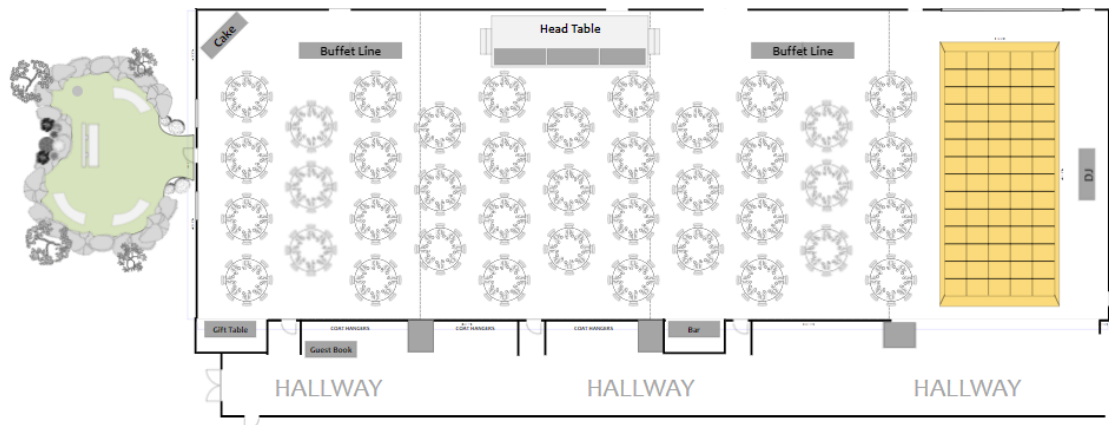 Cake
Buffet Line
Head Table
Buffet Line
DJ
Gift Table
COAT HANGERS
COAT HANGERS
COAT HANGERS
Bar
Guest Book
HALLWAY
HALLWAY
HALLWAY